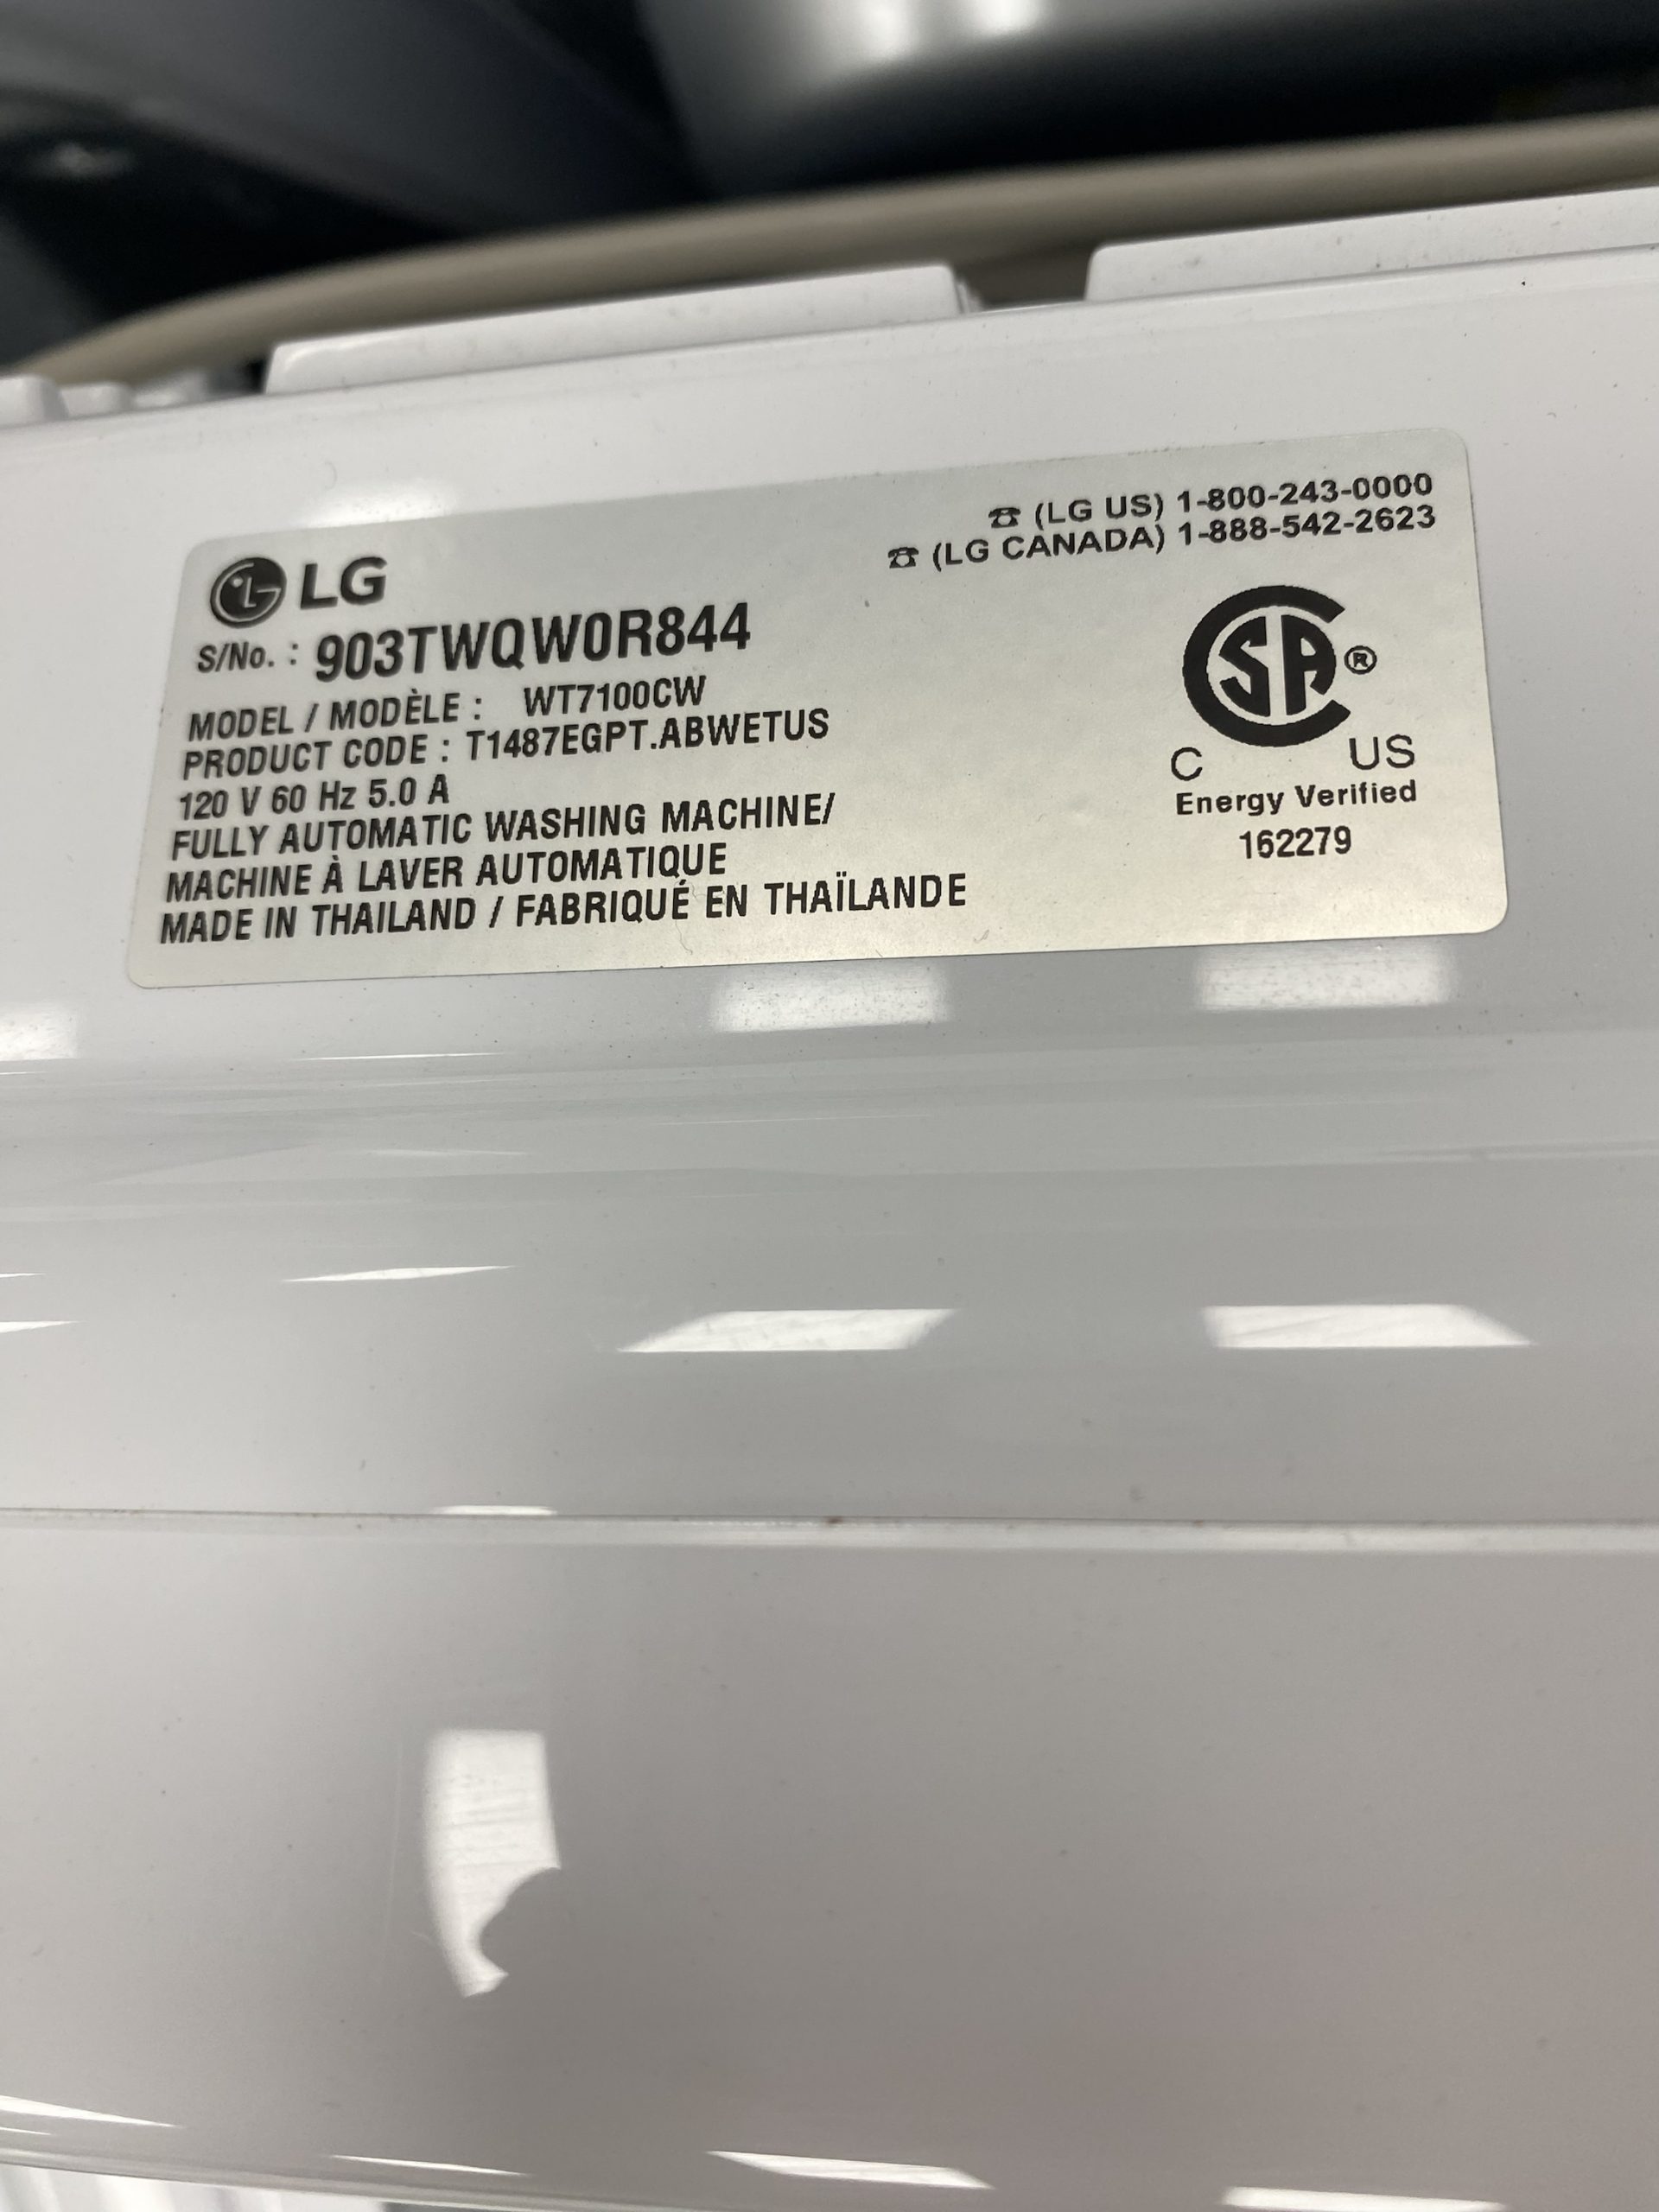 ☎ (LG US) 1-800-243-0000
☎ (LG CANADA) 1-888-542-2623
LG
S/No. : 903TWQW0R844
MODEL / MODÈLE : WT7100CW
PRODUCT CODE : T1487EGPT.ABWETUS
120 V 60 Hz 5.0 A
FULLY AUTOMATIC WASHING MACHINE/
MACHINE À LAVER AUTOMATIQUE
MADE IN THAILAND / FABRIQUÉ EN THAÏLANDE
SA®
C US
Energy Verified
162279